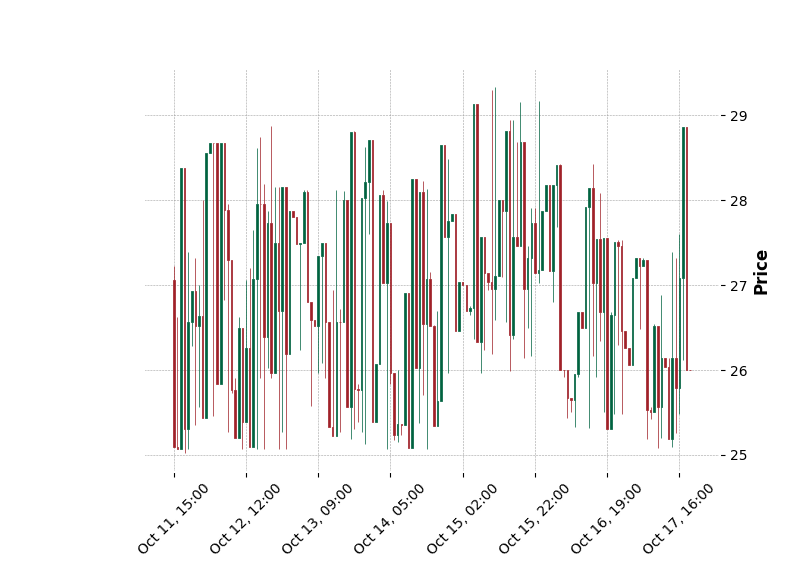 29
28
27
26
25
Price
Oct 11, 15:00
Oct 12, 12:00
Oct 13, 09:00
Oct 14, 05:00
Oct 15, 02:00
Oct 15, 22:00
Oct 16, 19:00
Oct 17, 16:00